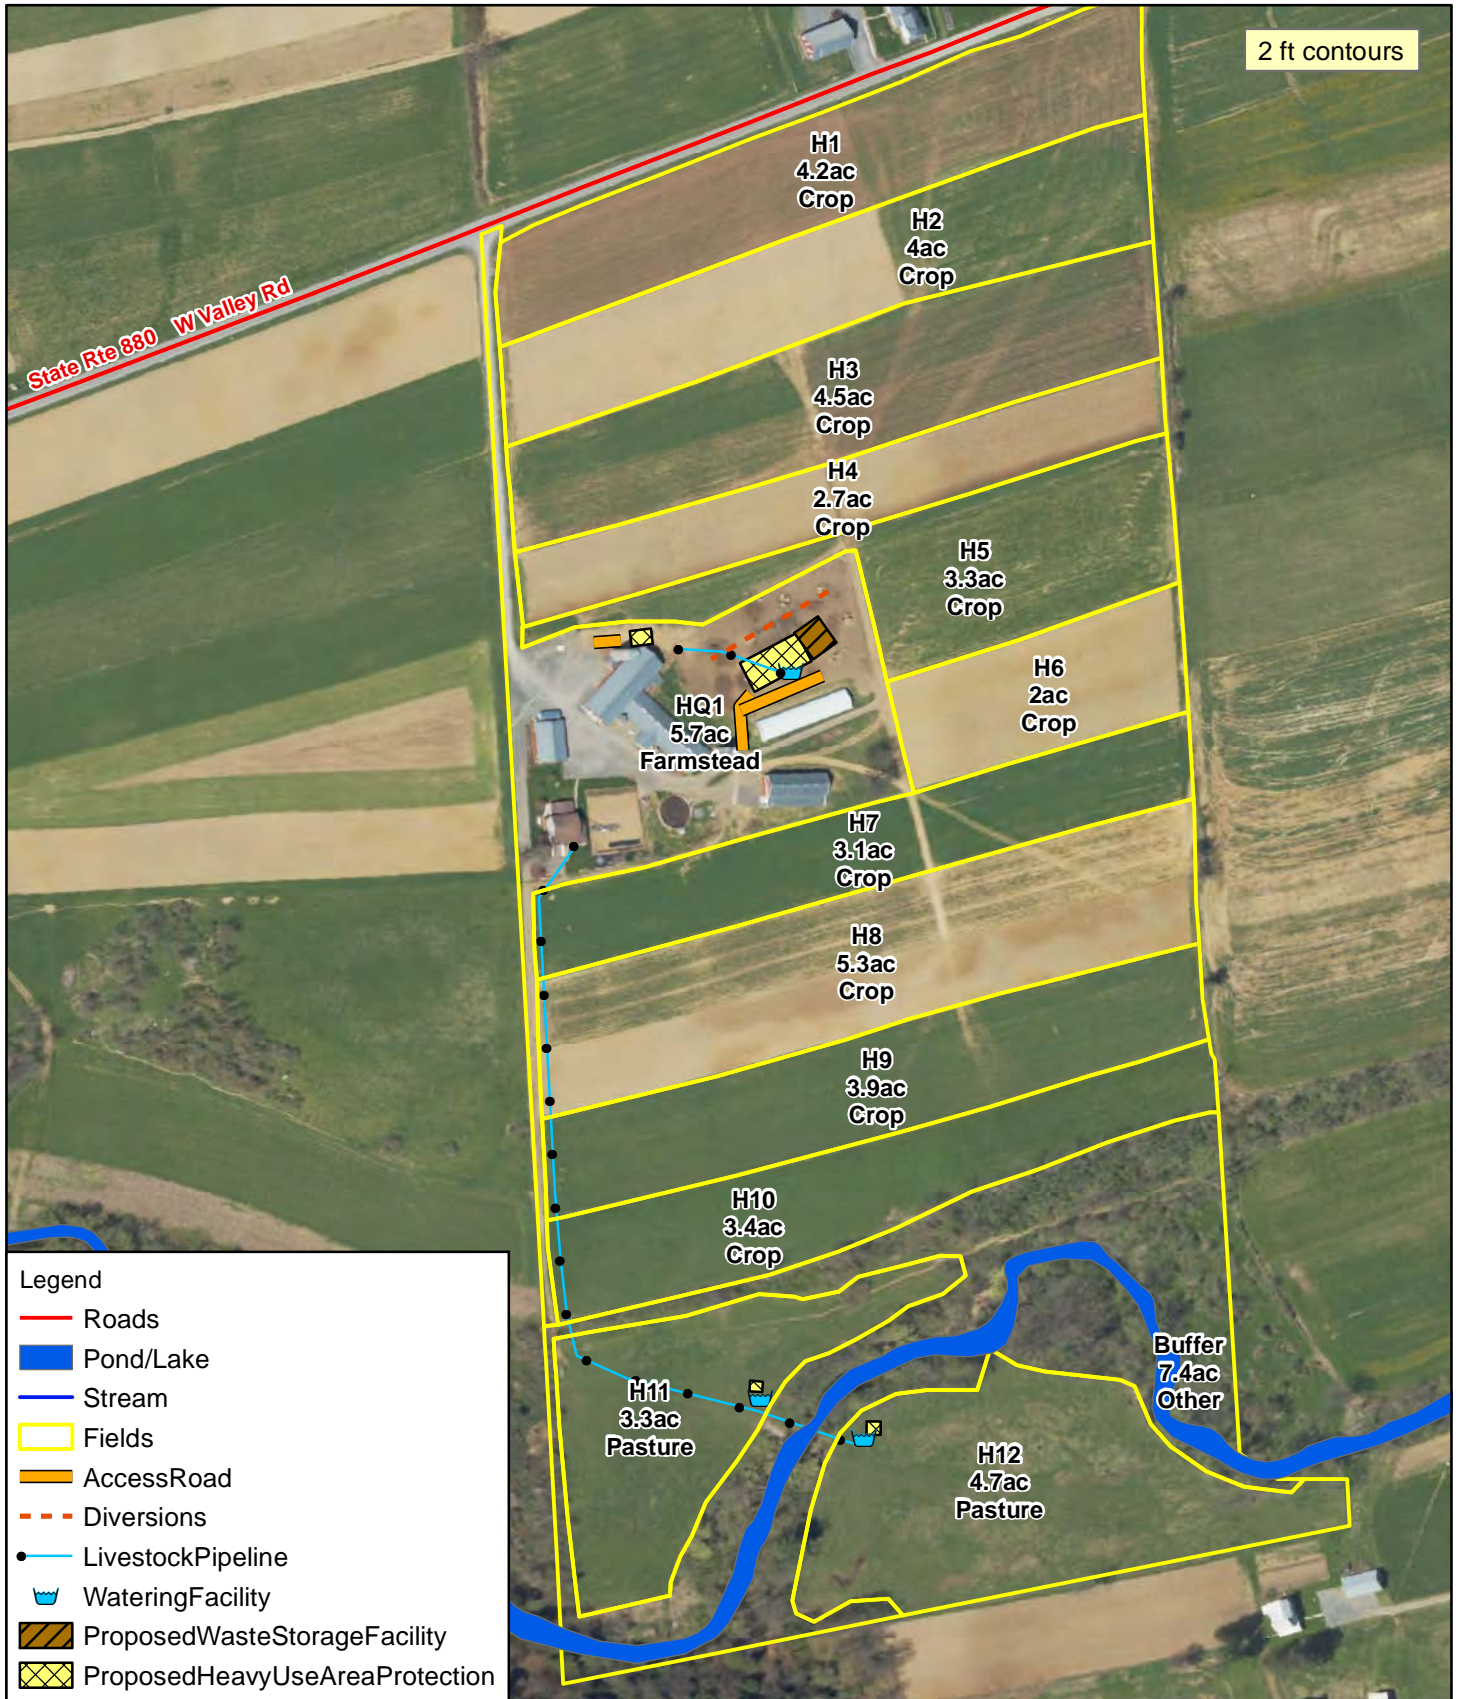 2 ft contours
H1
4.2ac
Crop
H2
4ac
Crop
State Rte 880 W Valley Rd
H3
4.5ac
Crop
H4
2.7ac
Crop
H5
3.3ac
Crop
H6
2ac
Crop
HQ1
5.7ac
Farmstead
H7
3.1ac
Crop
H8
5.3ac
Crop
H9
3.9ac
Crop
H10
3.4ac
Crop
Buffer
7.4ac
Other
H11
3.3ac
Pasture
H12
4.7ac
Pasture
Legend
Roads
Pond/Lake
Stream
Fields
AccessRoad
Diversions
LivestockPipeline
WateringFacility
ProposedWasteStorageFacility
ProposedHeavyUseAreaProtection